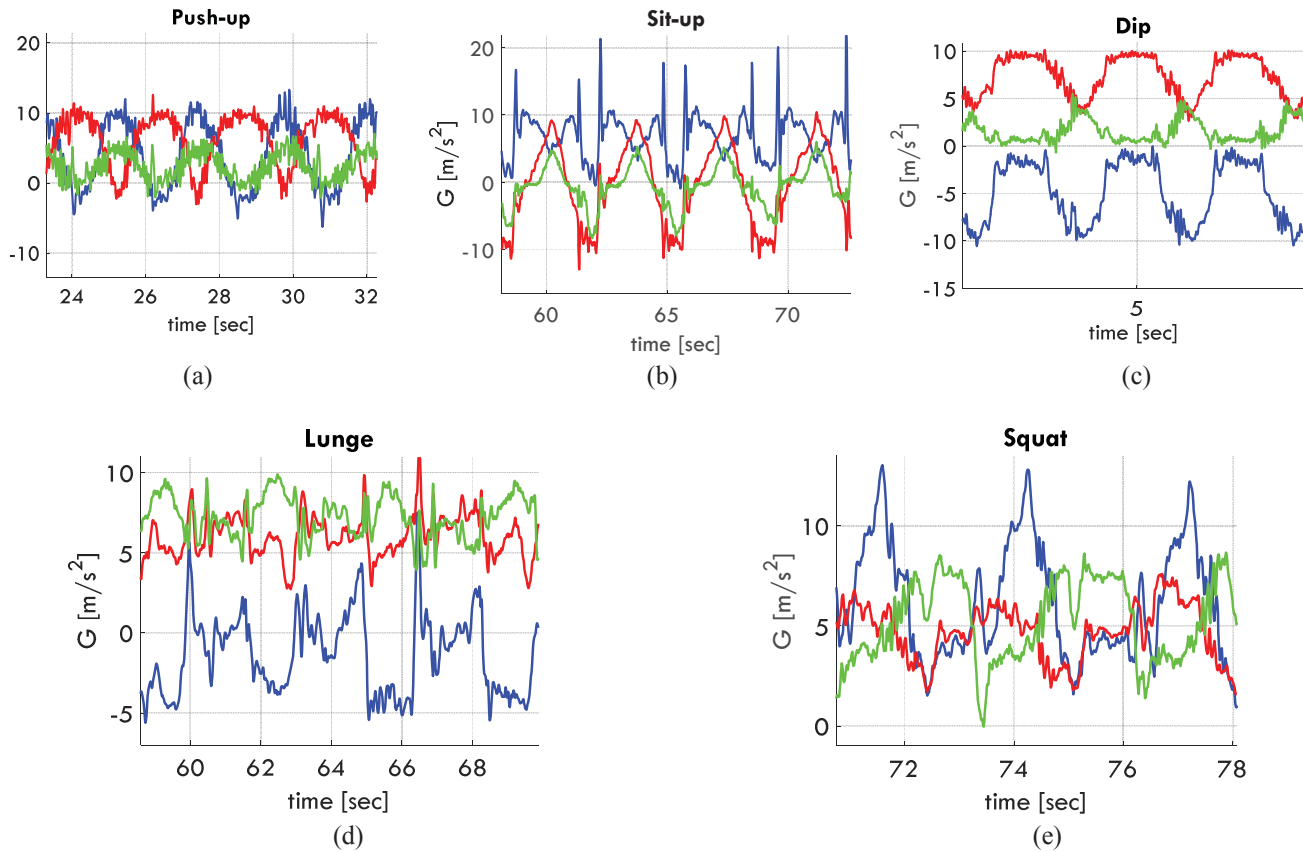 Push-up
20
10
0
-10
24
26
28
30
32
time [sec]
(a)
Sit-up
G [m/s²]
20
10
0
-10
60
65
70
time [sec]
(b)
Dip
G [m/s²]
10
5
0
-5
-10
-15
5
time [sec]
(c)
Lunge
G [m/s²]
10
5
0
-5
60
62
64
66
68
time [sec]
(d)
Squat
G [m/s²]
10
5
0
72
74
76
78
time [sec]
(e)